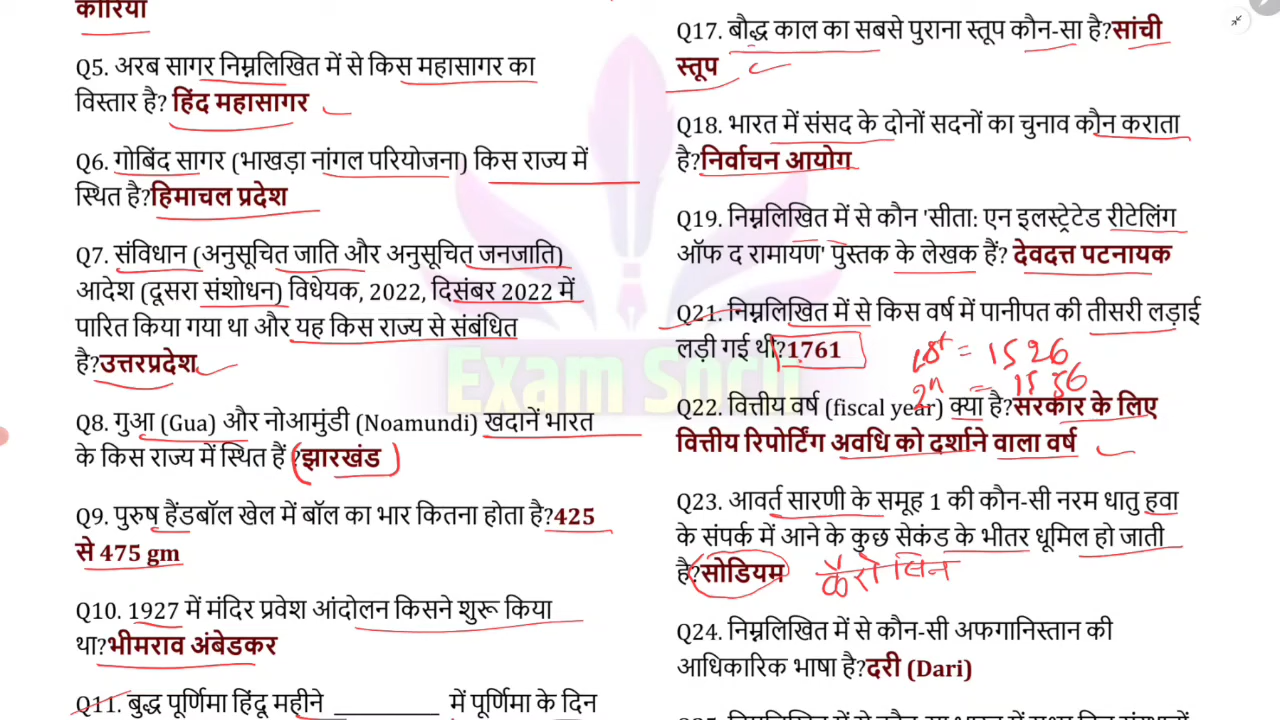 कोरिया
Q5. अरब सागर निम्नलिखित में से किस महासागर का
विस्तार है? हिंद महासागर
Q6. गोबिंद सागर (भाखड़ा नांगल परियोजना) किस राज्य में
स्थित है?हिमाचल प्रदेश
Q7. संविधान (अनुसूचित जाति और अनुसूचित जनजाति)
आदेश (दूसरा संशोधन) विधेयक, 2022, दिसंबर 2022 में
पारित किया गया था और यह किस राज्य से संबंधित
है?उत्तरप्रदेश
Q8. गुआ (Gua) और नोआमुंडी (Noamundi) खदानें भारत
के किस राज्य में स्थित हैं ?झारखंड
Q9. पुरुष हैंडबॉल खेल में बॉल का भार कितना होता है?425
से 475 gm
Q10. 1927 में मंदिर प्रवेश आंदोलन किसने शुरू किया
था?भीमराव अंबेडकर
Q11. बुद्ध पूर्णिमा हिंदू महीने ________ में पूर्णिमा के दिन
Q17. बौद्ध काल का सबसे पुराना स्तूप कौन-सा है?सांची
स्तूप
Q18. भारत में संसद के दोनों सदनों का चुनाव कौन कराता
है?निर्वाचन आयोग
Q19. निम्नलिखित में से कौन 'सीता: एन इलस्ट्रेटेड रीटेलिंग
ऑफ द रामायण' पुस्तक के लेखक हैं? देवदत्त पटनायक
Q21. निम्नलिखित में से किस वर्ष में पानीपत की तीसरी लड़ाई
लड़ी गई थी?1761
1st = 1526
2n = 1556
Q22. वित्तीय वर्ष (fiscal year) क्या है?सरकार के लिए
वित्तीय रिपोर्टिंग अवधि को दर्शाने वाला वर्ष
Q23. आवर्त सारणी के समूह 1 की कौन-सी नरम धातु हवा
के संपर्क में आने के कुछ सेकंड के भीतर धूमिल हो जाती
है?सोडियम कैरोसिन
Q24. निम्नलिखित में से कौन-सी अफगानिस्तान की
आधिकारिक भाषा है?दरी (Dari)
Exam Soch